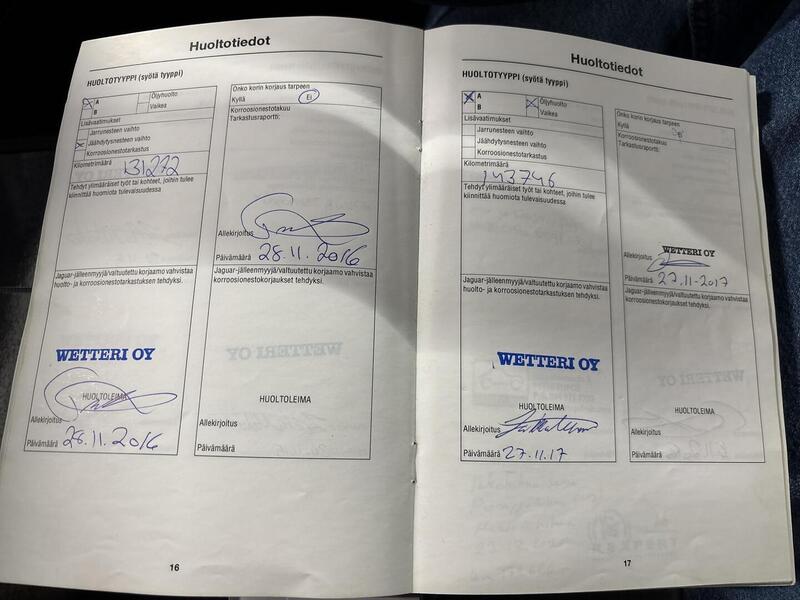 Huoltotiedot
HUOLTOTYYPPI (syötä tyyppi)
A
B
Öljyhuolto
Vaikea
Lisävaatimukset
Jarrunesteen vaihto
Jäähdytysnesteen vaihto
Korroosionestotarkastus
Kilometrimäärä
131272
Tehdyt ylimääräiset työt tai kohteet, joihin tulee
kiinnittää huomiota tulevaisuudessa
Jaguar-jälleenmyyjä/valtuutettu korjaamo vahvistaa
huolto- ja korroosionestotarkastuksen tehdyksi.
WETTERI OY
HUOLTOLEIMA
Allekirjoitus
Päivämäärä 28.11.2016
Onko korin korjaus tarpeen
Kyllä Ei
Korroosionestotakuu
Tarkastusraportti:
Allekirjoitus
Päivämäärä 28.11.2016
Jaguar-jälleenmyyjä/valtuutettu korjaamo vahvistaa
korroosionestokorjaukset tehdyksi.
HUOLTOLEIMA
Allekirjoitus
Päivämäärä
16
Huoltotiedot
HUOLTOTYYPPI (syötä tyyppi)
A
B
Öljyhuolto
Vaikea
Lisävaatimukset
Jarrunesteen vaihto
Jäähdytysnesteen vaihto
Korroosionestotarkastus
Kilometrimäärä
143746
Tehdyt ylimääräiset työt tai kohteet, joihin tulee
kiinnittää huomiota tulevaisuudessa
Jaguar-jälleenmyyjä/valtuutettu korjaamo vahvistaa
huolto- ja korroosionestotarkastuksen tehdyksi.
WETTERI OY
HUOLTOLEIMA
Allekirjoitus
Päivämäärä 27.11.17
Onko korin korjaus tarpeen
Kyllä Ei
Korroosionestotakuu
Tarkastusraportti:
WETTERI OY
Allekirjoitus
Päivämäärä 27.11-2017
Jaguar-jälleenmyyjä/valtuutettu korjaamo vahvistaa
korroosionestokorjaukset tehdyksi.
HUOLTOLEIMA
Allekirjoitus
Päivämäärä
17